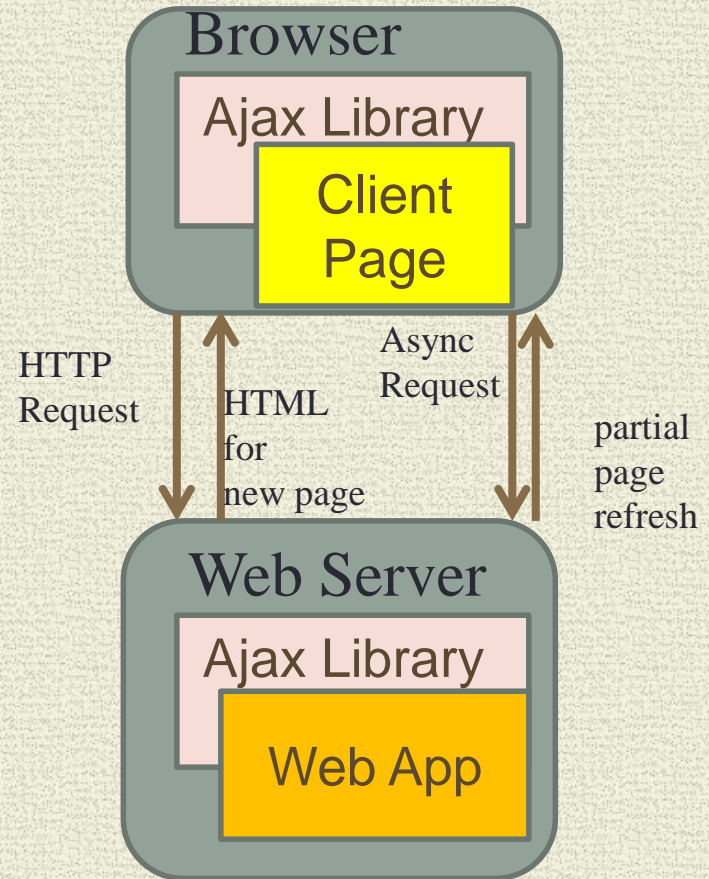 Browser
Ajax Library
Client
Page
HTTP
Request
HTML
for
new page
Async
Request
partial
page
refresh
Web Server
Ajax Library
Web App